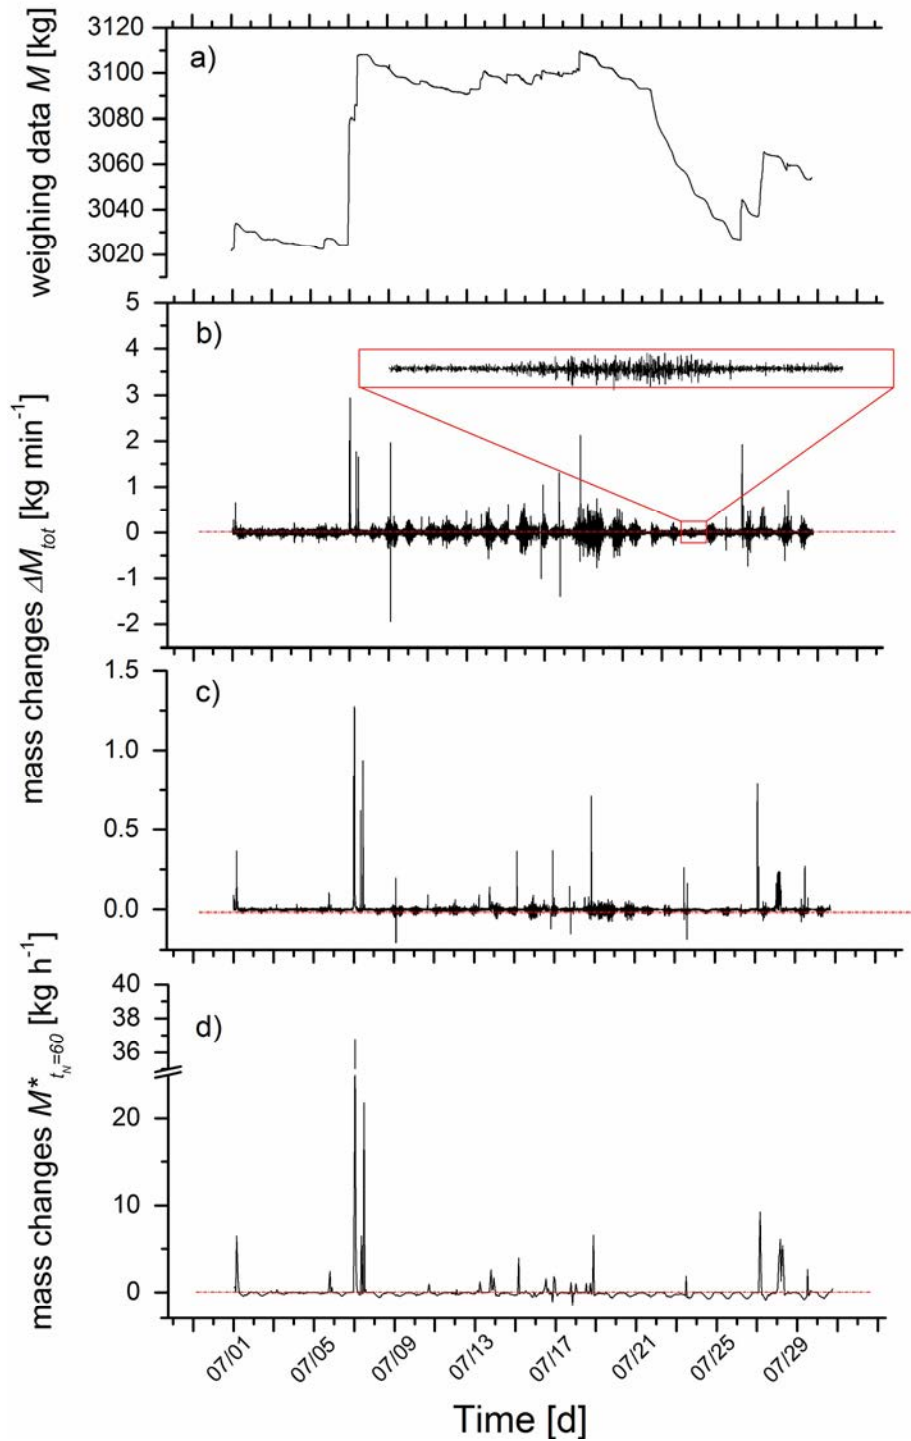 weighing data M [kg]
3120
3100
3080
3060
3040
3020
a)
mass changes ΔM_tot [kg min⁻¹]
5
4
3
2
1
0
-1
-2
b)
1.5
1.0
0.5
0.0
c)
mass changes M*_{t_N=60} [kg h⁻¹]
40
38
36
20
10
0
d)
07/01 07/05 07/09 07/13 07/17 07/21 07/25 07/29
Time [d]